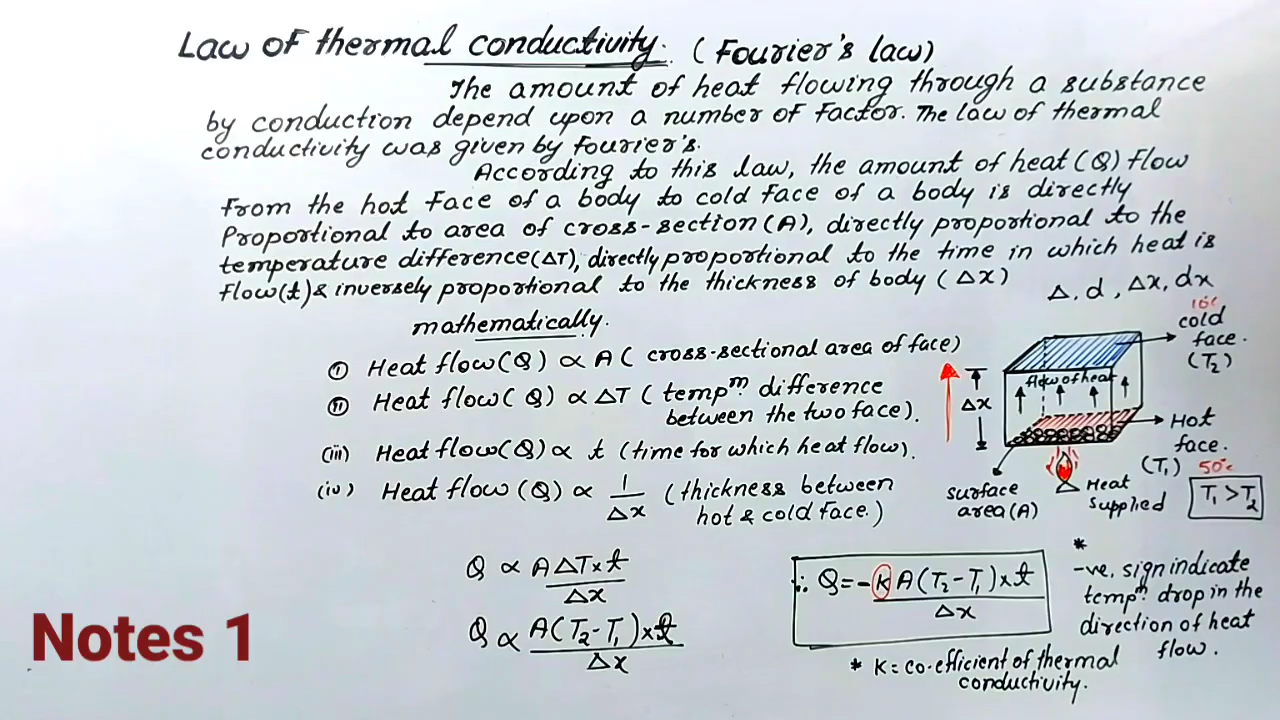 Law of thermal conductivity. (Fourier's law)
The amount of heat flowing through a substance
by conduction depend upon a number of factor. The law of thermal
conductivity was given by fourier's.
According to this law, the amount of heat (Q) flow
from the hot face of a body to cold face of a body is directly
Proportional to area of cross-section (A), directly proportional to the
temperature difference (ΔT), directly proportional to the time in which heat is
flow(t) & inversely proportional to the thickness of body (Δx)
Δ, d, Δx, dx
mathematically.
(i) Heat flow (Q) ∝ A ( cross-sectional area of face)
(ii) Heat flow ( Q) ∝ ΔT ( tempᵐ. difference
between the two face).
(iii) Heat flow (Q) ∝ t (time for which heat flow).
(iv) Heat flow (Q) ∝ 1/Δx (thickness between
hot & cold face.)
10c
cold
face.
(T₂)
flow of heat
Δx
Hot
face.
(T₁) 50°c
surface
area (A)
Heat
supplied
T₁ > T₂
Q ∝ A ΔT × t / Δx
Q ∝ A (T₂ - T₁) × t / Δx
∴ Q = - K A (T₂ - T₁) × t / Δx
* K = co-efficient of thermal
conductivity.
*
-ve, sign indicate
tempᵐ. drop in the
direction of heat
flow.
Notes 1